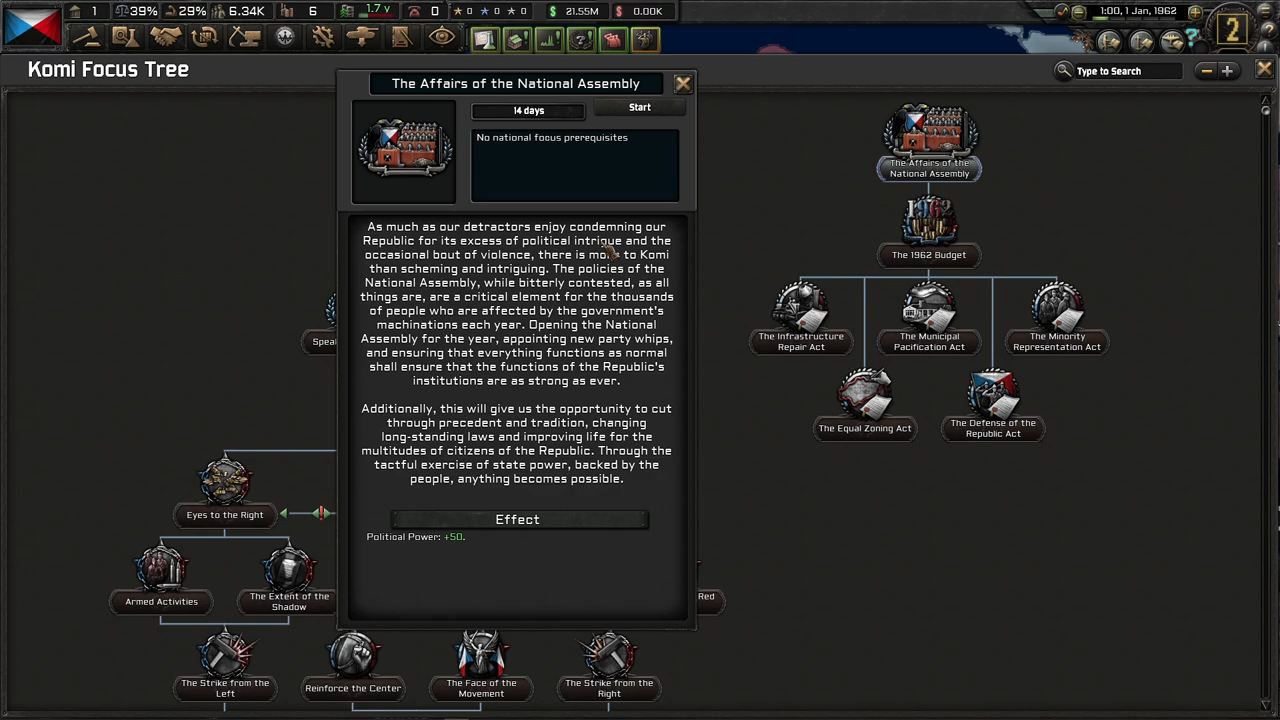 1
39%
29%
6.34K
6
1.7 v
0
0
0
0
21.55M
0.00K
1:00, 1 Jan, 1962
2
Komi Focus Tree
Type to Search
The Affairs of the National Assembly
14 days
Start
No national focus prerequisites
As much as our detractors enjoy condemning our
Republic for its excess of political intrigue and the
occasional bout of violence, there is more to Komi
than scheming and intriguing. The policies of the
National Assembly, while bitterly contested, as all
things are, are a critical element for the thousands
of people who are affected by the government's
machinations each year. Opening the National
Assembly for the year, appointing new party whips,
and ensuring that everything functions as normal
shall ensure that the functions of the Republic's
institutions are as strong as ever.
Additionally, this will give us the opportunity to cut
through precedent and tradition, changing
long-standing laws and improving life for the
multitudes of citizens of the Republic. Through the
tactful exercise of state power, backed by the
people, anything becomes possible.
Effect
Political Power: +50.
The Affairs of the
National Assembly
1962
The 1962 Budget
The Infrastructure
Repair Act
The Municipal
Pacification Act
The Minority
Representation Act
The Equal Zoning Act
The Defense of the
Republic Act
Speak
Eyes to the Right
Armed Activities
The Extent of the
Shadow
Red
The Strike from the
Left
Reinforce the Center
The Face of the
Movement
The Strike from the
Right